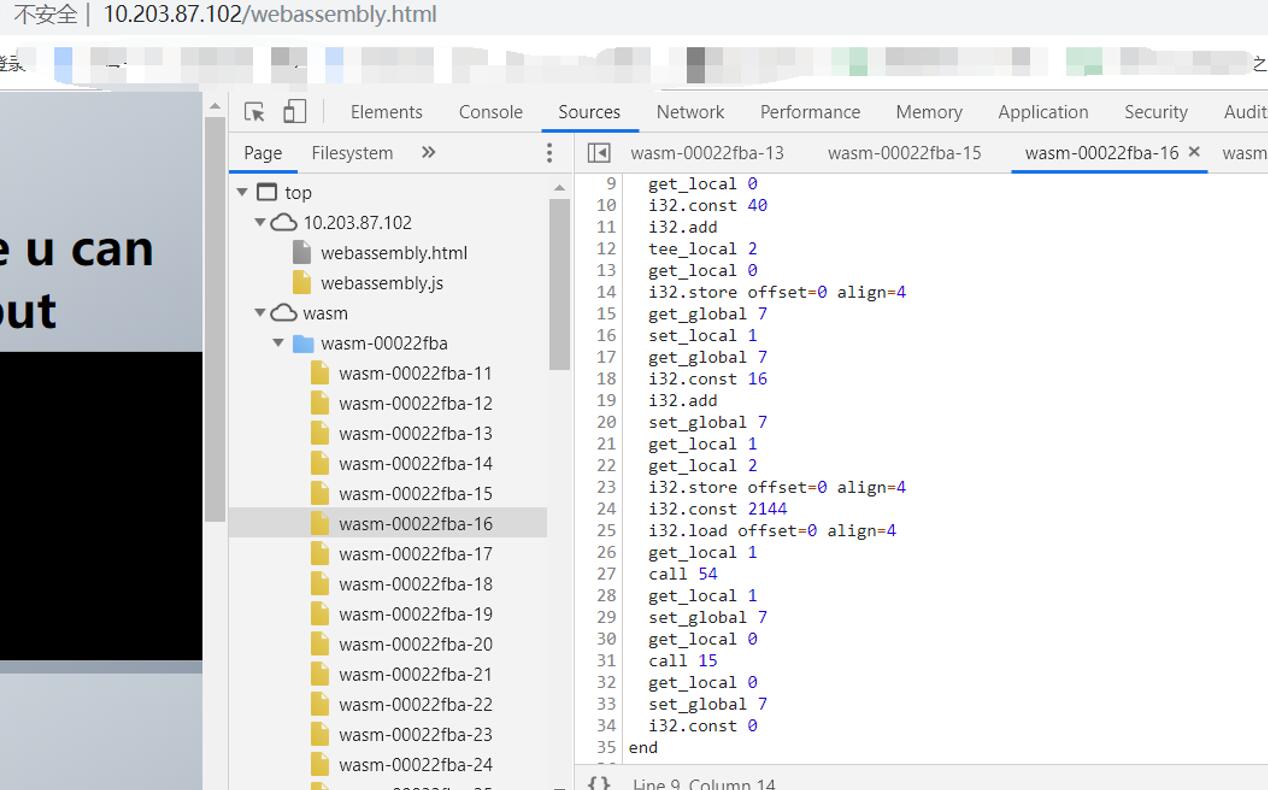 不安全 | 10.203.87.102/webassembly.html
e u can
out
Elements Console Sources Network Performance Memory Application Security Audit
Page Filesystem »
wasm-00022fba-13 wasm-00022fba-15 wasm-00022fba-16 × wasm
top
10.203.87.102
webassembly.html
webassembly.js
wasm
wasm-00022fba
wasm-00022fba-11
wasm-00022fba-12
wasm-00022fba-13
wasm-00022fba-14
wasm-00022fba-15
wasm-00022fba-16
wasm-00022fba-17
wasm-00022fba-18
wasm-00022fba-19
wasm-00022fba-20
wasm-00022fba-21
wasm-00022fba-22
wasm-00022fba-23
wasm-00022fba-24
9 get_local 0
10 i32.const 40
11 i32.add
12 tee_local 2
13 get_local 0
14 i32.store offset=0 align=4
15 get_global 7
16 set_local 1
17 get_global 7
18 i32.const 16
19 i32.add
20 set_global 7
21 get_local 1
22 get_local 2
23 i32.store offset=0 align=4
24 i32.const 2144
25 i32.load offset=0 align=4
26 get_local 1
27 call 54
28 get_local 1
29 set_global 7
30 get_local 0
31 call 15
32 get_local 0
33 set_global 7
34 i32.const 0
35 end
{} Line 9, Column 14